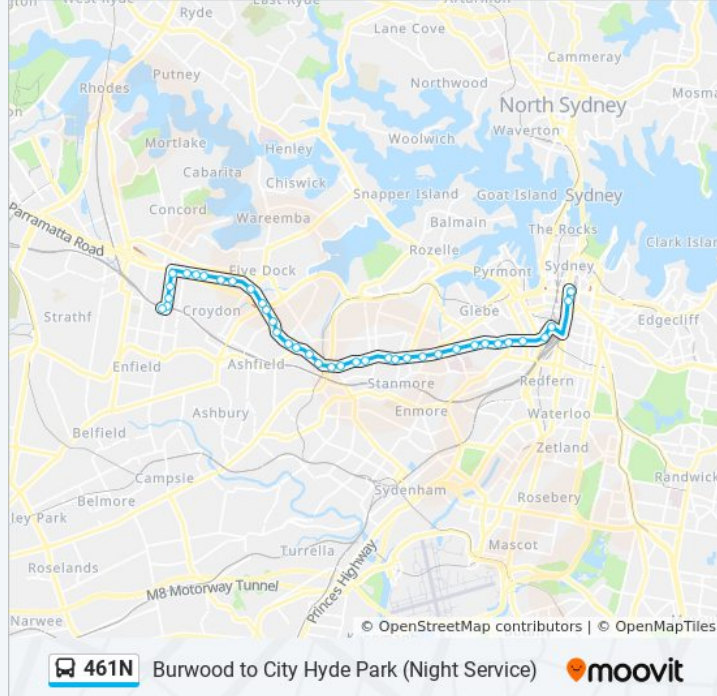 East Ryde
Artarmon
Ryde
Lane Cove
Cammeray
Putney
Rhodes
Northwood
North Sydney
Mosma
Waverton
Mortlake
Henley
Woolwich
Cabarita
Chiswick
Snapper Island
Goat Island
Sydney
Concord
Wareemba
Balmain
The Rocks
Parramatta Road
Rozelle
Clark Islan
Five Dock
Pyrmont
Sydney
Strathf
Croydon
Glebe
Edgecliff
Enfield
Ashfield
Stanmore
Redfern
Ashbury
Enmore
Waterloo
Belfield
Zetland
Campsie
Randwick
Belmore
Sydenham
Rosebery
ley Park
Turrella
Mascot
Roselands
M8 Motorway Tunnel
Princes Highway
Narwee
© OpenStreetMap contributors | © OpenMapTiles
461N Burwood to City Hyde Park (Night Service) moovit